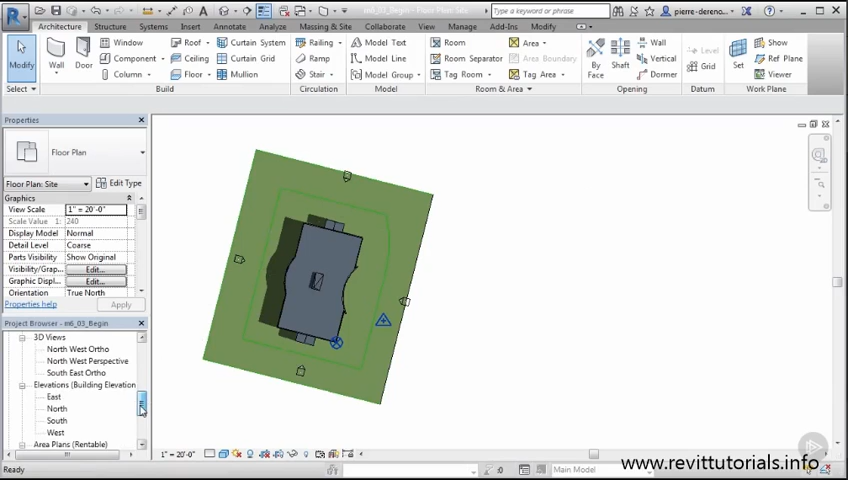 m6_03_Begin - Floor Plan: Site
Type a keyword or phrase
pierre-dereno...
Architecture Structure Systems Insert Annotate Analyze Massing & Site Collaborate View Manage Add-Ins Modify
Modify
Wall
Door
Window
Component
Column
Roof
Ceiling
Floor
Curtain System
Curtain Grid
Mullion
Railing
Ramp
Stair
Model Text
Model Line
Model Group
Room
Room Separator
Tag Room
Area
Area Boundary
Tag Area
By Face
Shaft
Wall
Vertical
Dormer
Level
Grid
Set
Show
Ref Plane
Viewer
Select Build Circulation Model Room & Area Opening Datum Work Plane
Properties
Floor Plan
Floor Plan: Site Edit Type
Graphics
View Scale 1" = 20'-0"
Scale Value 1: 240
Display Model Normal
Detail Level Coarse
Parts Visibility Show Original
Visibility/Grap... Edit...
Graphic Displ... Edit...
Orientation True North
Properties help Apply
Project Browser - m6_03_Begin
3D Views
North West Ortho
North West Perspective
South East Ortho
Elevations (Building Elevation
East
North
South
West
Area Plans (Rentable)
1" = 20'-0"
Ready
:0
Main Model
www.revittutorials.info